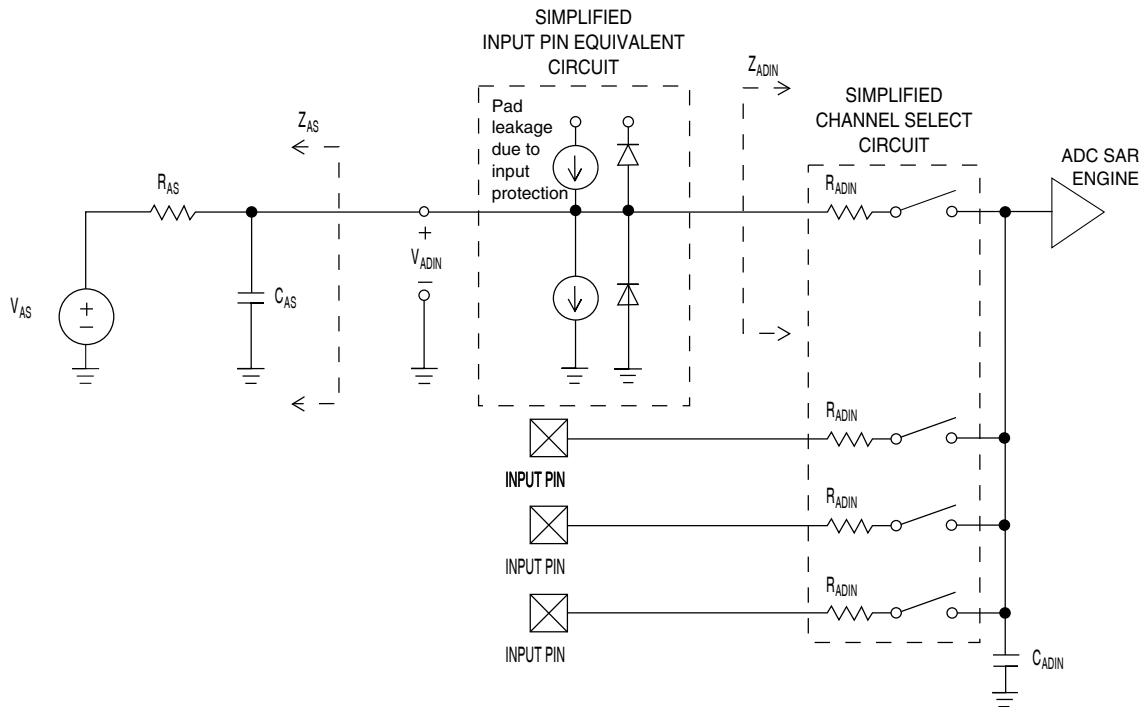 SIMPLIFIED
INPUT PIN EQUIVALENT
CIRCUIT
Pad
leakage
due to
input
protection
Z_ADIN
SIMPLIFIED
CHANNEL SELECT
CIRCUIT
ADC SAR
ENGINE
Z_AS
R_AS
R_ADIN
+
V_ADIN
–
C_AS
V_AS
+
–
R_ADIN
INPUT PIN
R_ADIN
INPUT PIN
R_ADIN
INPUT PIN
C_ADIN